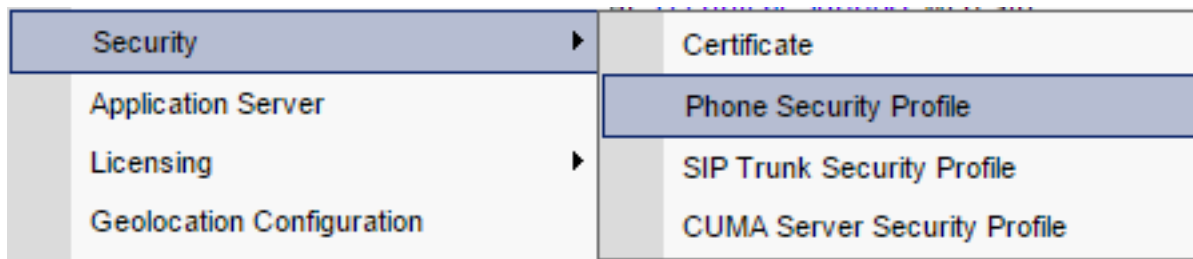 Security
Application Server
Licensing
Geolocation Configuration
Certificate
Phone Security Profile
SIP Trunk Security Profile
CUMA Server Security Profile